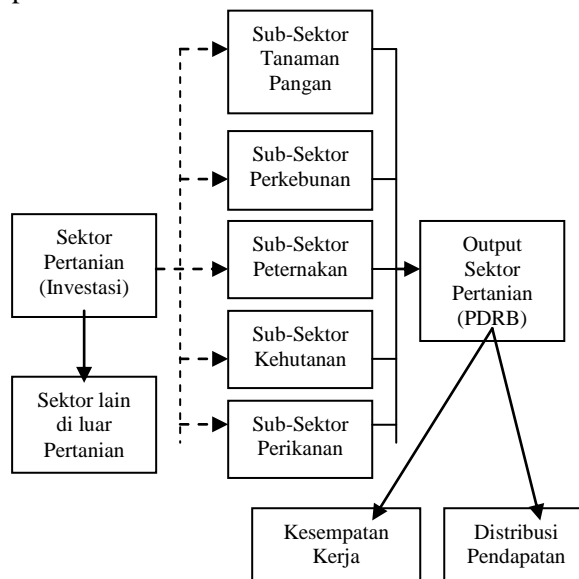 Sub-Sektor
Tanaman
Pangan
Sub-Sektor
Perkebunan
Sektor
Pertanian
(Investasi)
Sub-Sektor
Peternakan
Output
Sektor
Pertanian
(PDRB)
Sub-Sektor
Kehutanan
Sektor lain
di luar
Pertanian
Sub-Sektor
Perikanan
Kesempatan
Kerja
Distribusi
Pendapatan